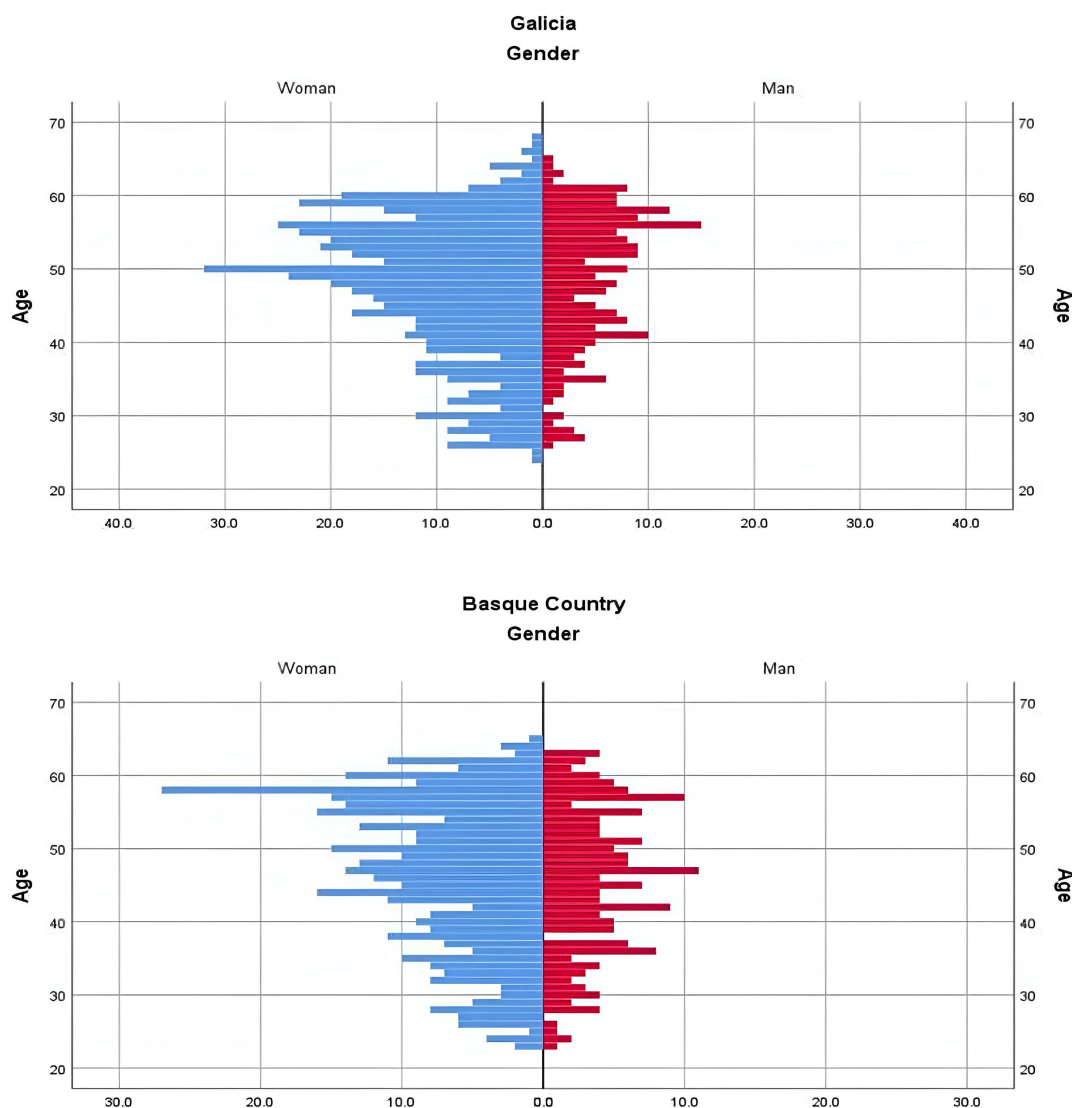 Galicia
Gender
Woman Man
70 70
60 60
50 50
Age Age
40 40
30 30
20 20
40.0 30.0 20.0 10.0 0.0 10.0 20.0 30.0 40.0
Basque Country
Gender
Woman Man
70 70
60 60
50 50
Age Age
40 40
30 30
20 20
30.0 20.0 10.0 0.0 10.0 20.0 30.0